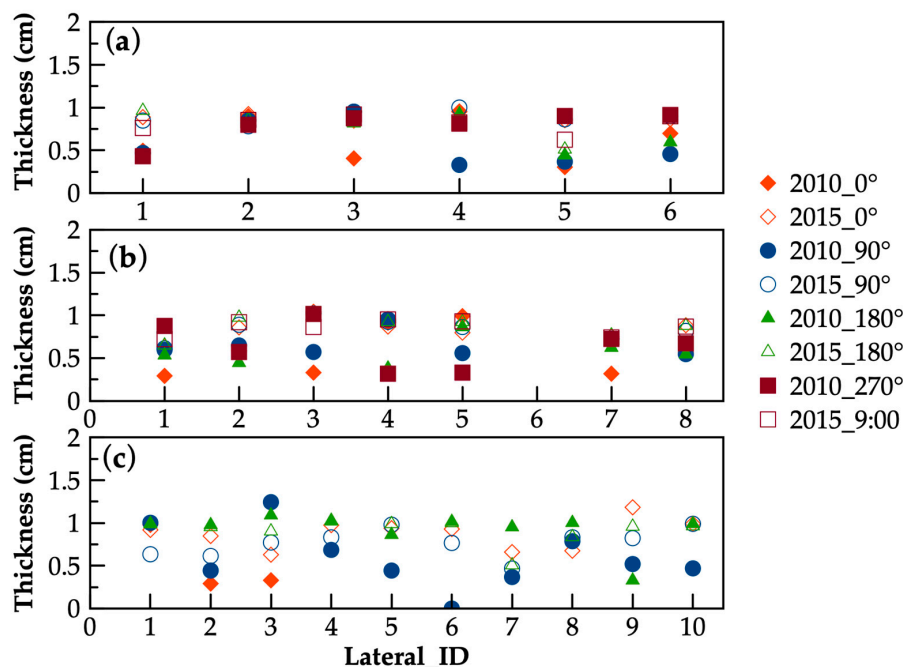 (a)
Thickness (cm)
2
1.5
1
0.5
0
1 2 3 4 5 6
(b)
Thickness (cm)
2
1.5
1
0.5
0
0 1 2 3 4 5 6 7 8
(c)
Thickness (cm)
2
1.5
1
0.5
0
0 1 2 3 4 5 6 7 8 9 10
Lateral ID
2010_0°
2015_0°
2010_90°
2015_90°
2010_180°
2015_180°
2010_270°
2015_9:00